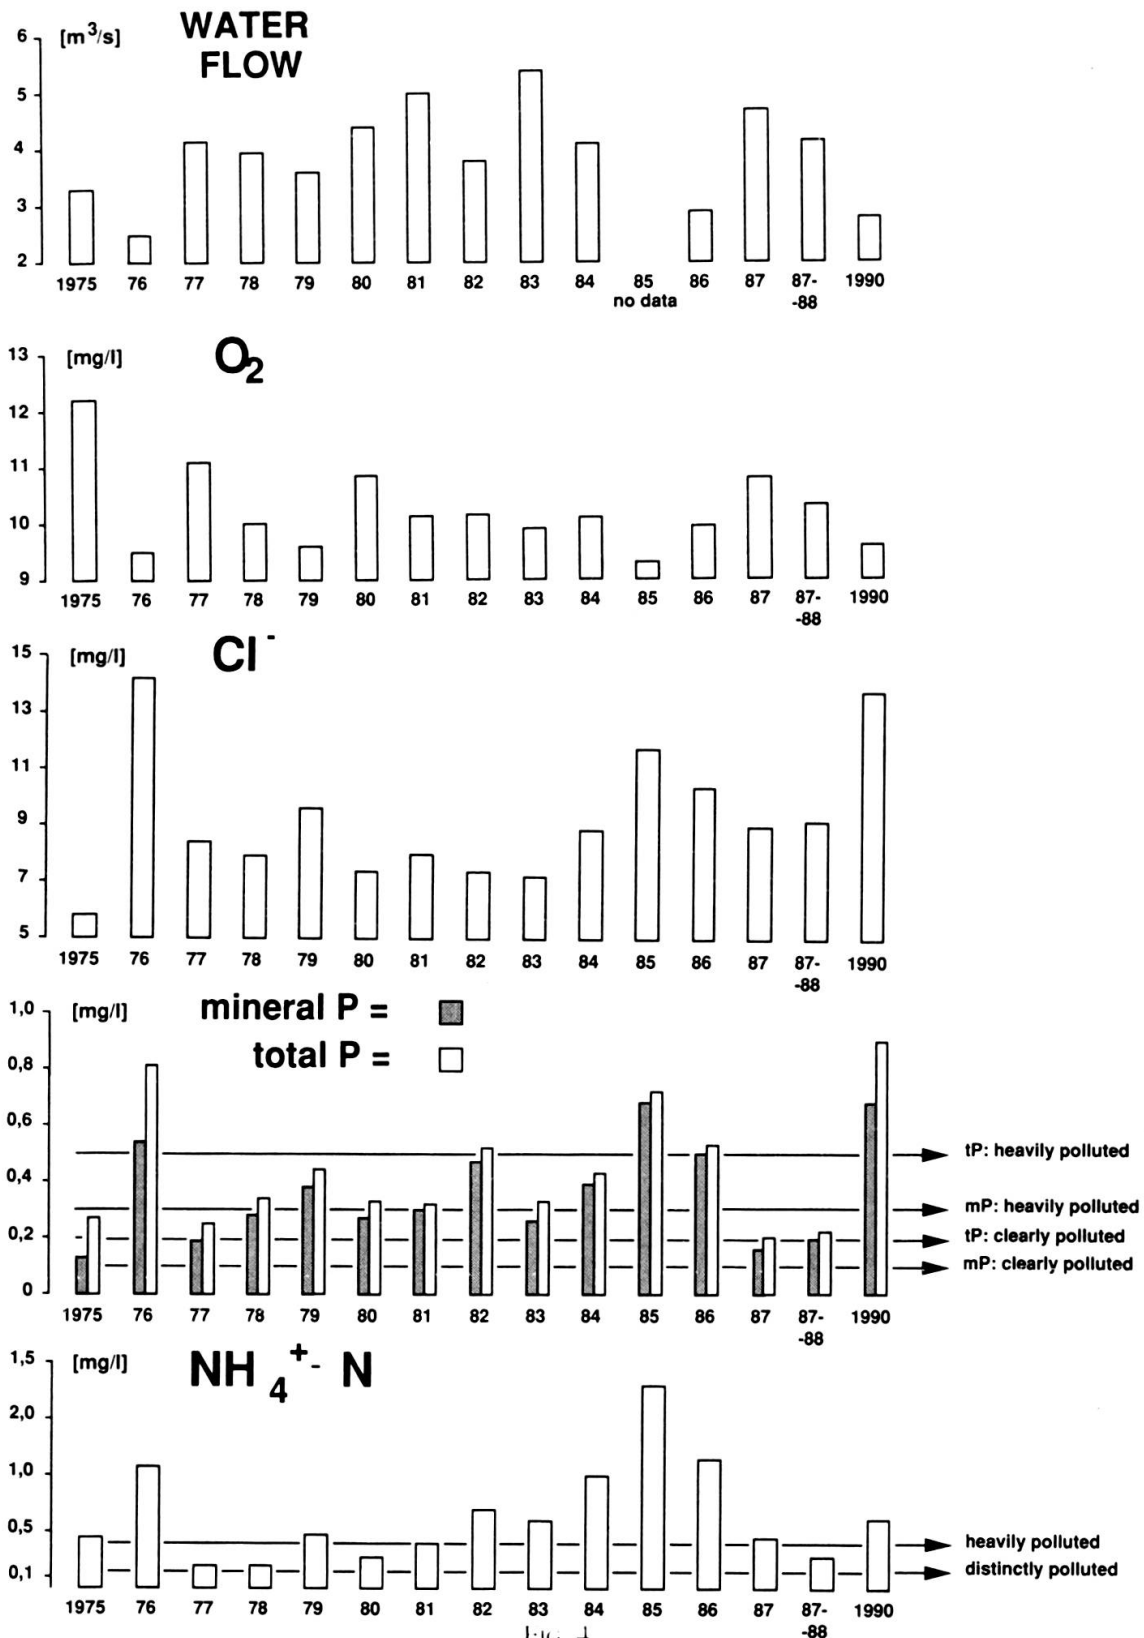 WATER
FLOW
[m³/s]
6
5
4
3
2
1975 76 77 78 79 80 81 82 83 84 85 86 87 87- 1990
no data -88
O₂
[mg/l]
13
12
11
10
9
1975 76 77 78 79 80 81 82 83 84 85 86 87 87- 1990
-88
Cl⁻
[mg/l]
15
13
11
9
7
5
1975 76 77 78 79 80 81 82 83 84 85 86 87 87- 1990
-88
[mg/l] mineral P =
total P =
1,0
0,8
0,6
0,4
0,2
0
tP: heavily polluted
mP: heavily polluted
tP: clearly polluted
mP: clearly polluted
1975 76 77 78 79 80 81 82 83 84 85 86 87 87- 1990
-88
[mg/l] NH₄⁺- N
1,5
2,0
1,0
0,5
0,1
heavily polluted
distinctly polluted
1975 76 77 78 79 80 81 82 83 84 85 86 87 87- 1990
-88